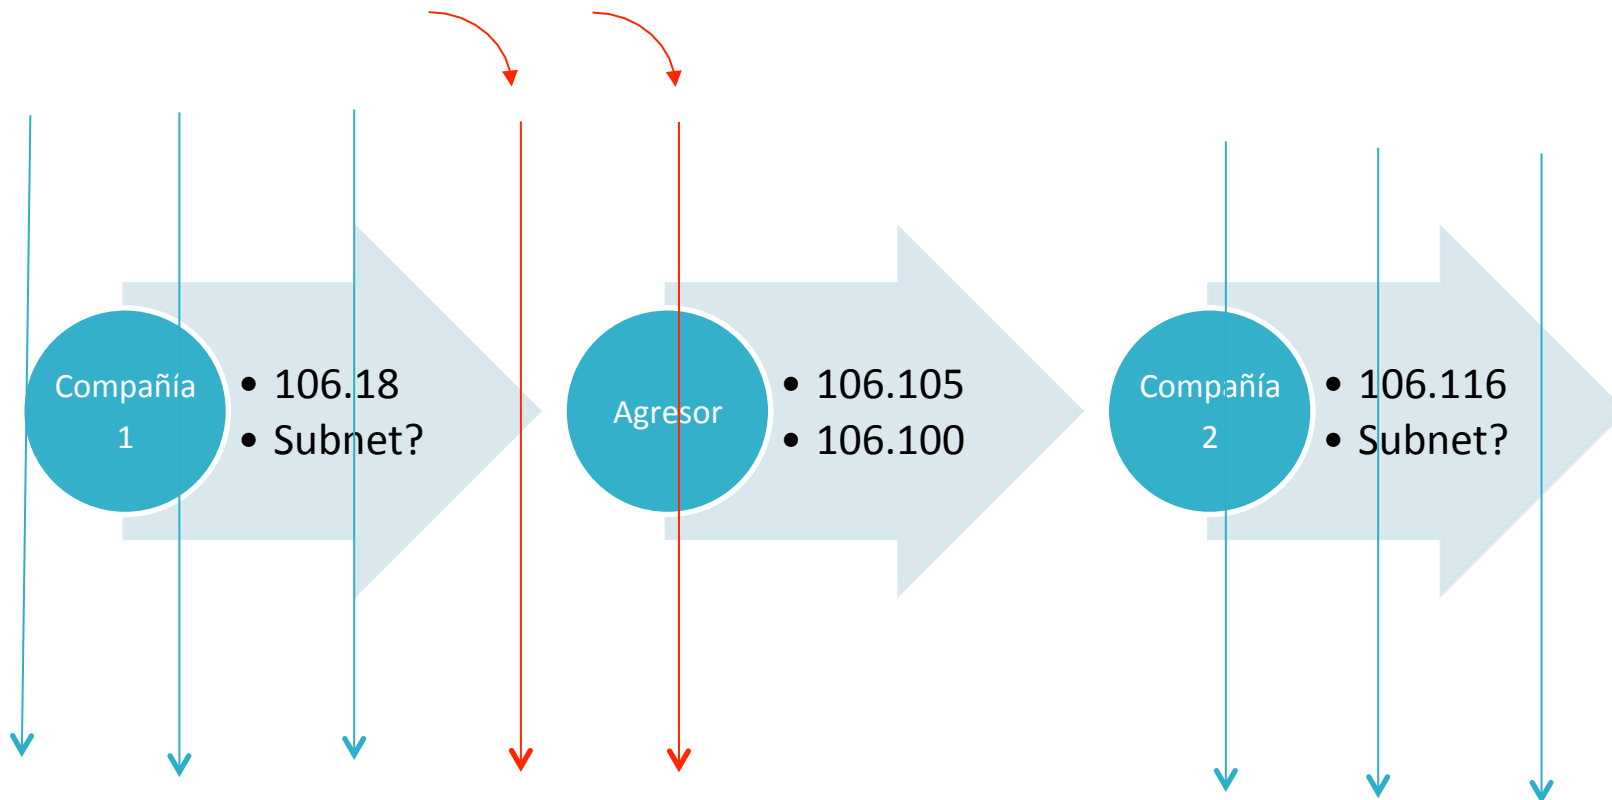 Compañía
1
• 106.18
• Subnet?
Agresor
• 106.105
• 106.100
Compañía
2
• 106.116
• Subnet?